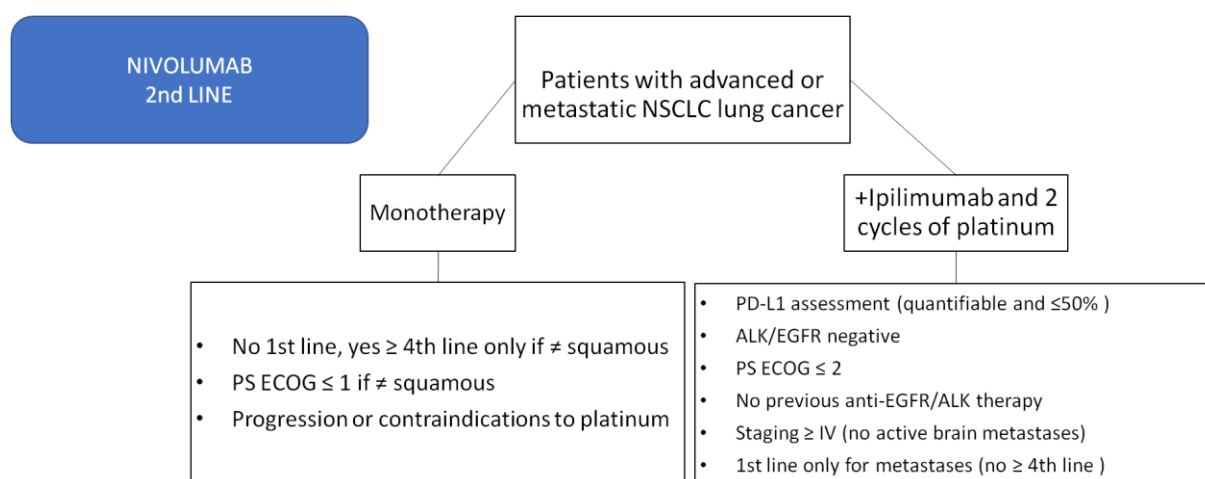 NIVOLUMAB
2nd LINE
Patients with advanced or
metastatic NSCLC lung cancer
Monotherapy
+Ipilimumab and 2
cycles of platinum
• No 1st line, yes ≥ 4th line only if ≠ squamous
• PS ECOG ≤ 1 if ≠ squamous
• Progression or contraindications to platinum
• PD-L1 assessment (quantifiable and ≤50% )
• ALK/EGFR negative
• PS ECOG ≤ 2
• No previous anti-EGFR/ALK therapy
• Staging ≥ IV (no active brain metastases)
• 1st line only for metastases (no ≥ 4th line )